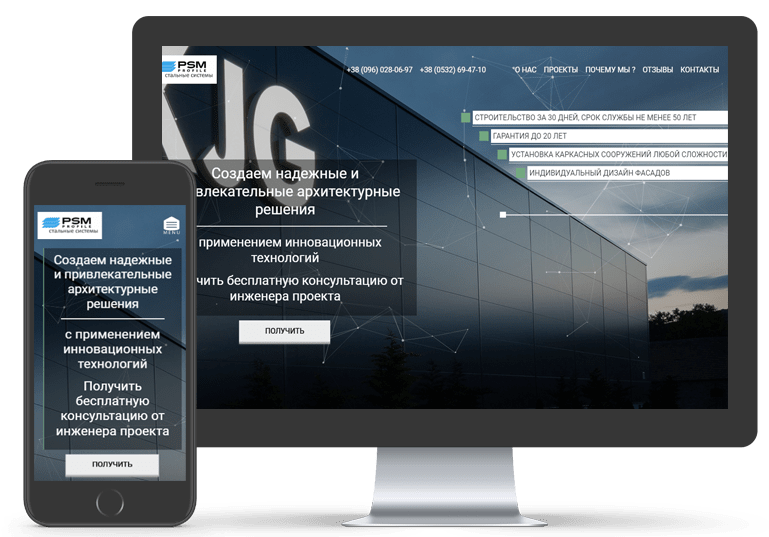 PSM
PROFILE
стальные системы
+38 (096) 028-06-97 +38 (0532) 69-47-10
О НАС ПРОЕКТЫ ПОЧЕМУ МЫ ? ОТЗЫВЫ КОНТАКТЫ
JG
СТРОИТЕЛЬСТВО ЗА 30 ДНЕЙ, СРОК СЛУЖБЫ НЕ МЕНЕЕ 50 ЛЕТ
ГАРАНТИЯ ДО 20 ЛЕТ
УСТАНОВКА КАРКАСНЫХ СООРУЖЕНИЙ ЛЮБОЙ СЛОЖНОСТИ
ИНДИВИДУАЛЬНЫЙ ДИЗАЙН ФАСАДОВ
Создаем надежные и
влекательные архитектурные
решения
применением инновационных
технологий
чить бесплатную консультацию от
инженера проекта
ПОЛУЧИТЬ
PSM
PROFILE
стальные системы
MENU
Создаем надежные
и привлекательные
архитектурные
решения
с применением
инновационных
технологий
Получить
бесплатную
консультацию от
инженера проекта
ПОЛУЧИТЬ